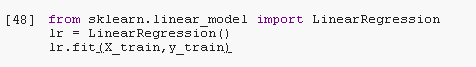 [48] from sklearn.linear_model import LinearRegression
lr = LinearRegression()
lr.fit(X_train,y_train)